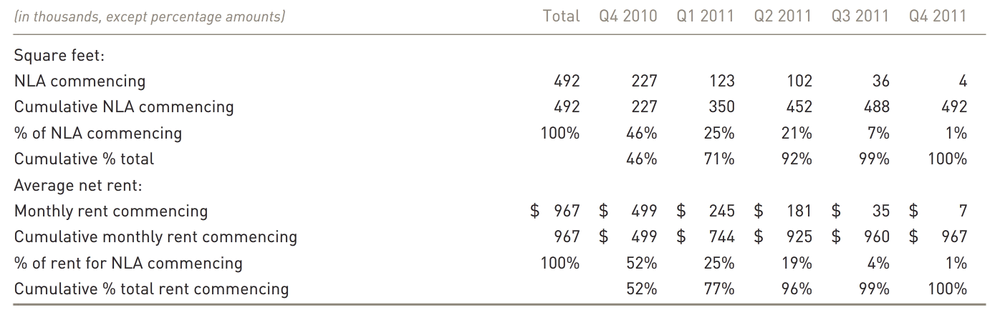 (in thousands, except percentage amounts) Total Q4 2010 Q1 2011 Q2 2011 Q3 2011 Q4 2011
Square feet:
NLA commencing 492 227 123 102 36 4
Cumulative NLA commencing 492 227 350 452 488 492
% of NLA commencing 100% 46% 25% 21% 7% 1%
Cumulative % total 46% 71% 92% 99% 100%
Average net rent:
Monthly rent commencing $ 967 $ 499 $ 245 $ 181 $ 35 $ 7
Cumulative monthly rent commencing 967 $ 499 $ 744 $ 925 $ 960 $ 967
% of rent for NLA commencing 100% 52% 25% 19% 4% 1%
Cumulative % total rent commencing 52% 77% 96% 99% 100%